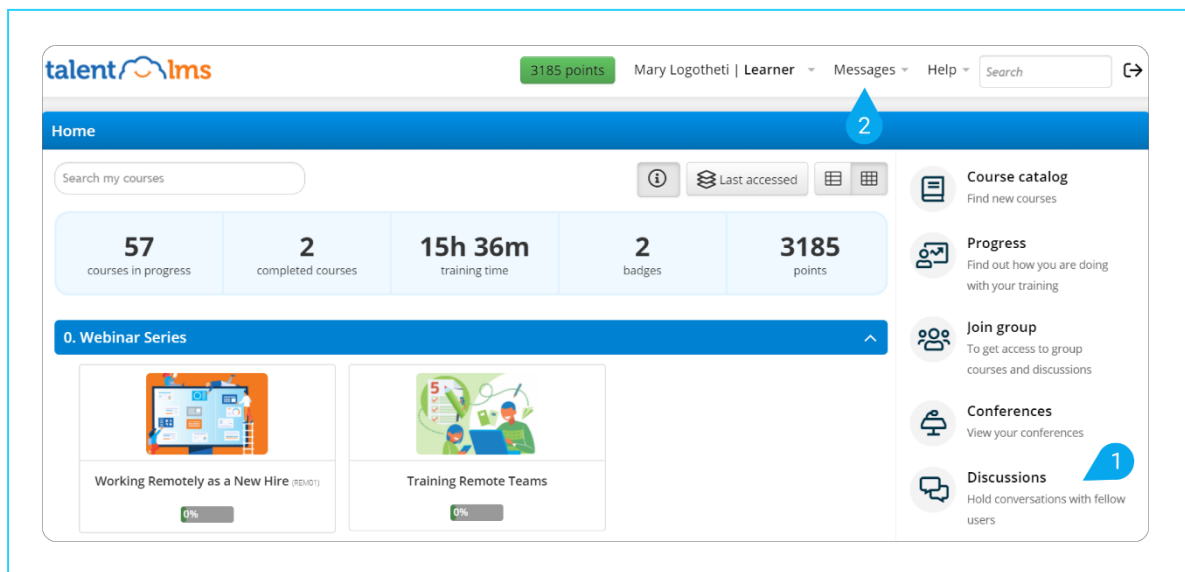 talentlms
3185 points
Mary Logotheti | Learner
Messages
Help
Search
2
Home
Search my courses
Last accessed
57
courses in progress
2
completed courses
15h 36m
training time
2
badges
3185
points
0. Webinar Series
5
Working Remotely as a New Hire (REM01)
0%
Training Remote Teams
0%
Course catalog
Find new courses
Progress
Find out how you are doing
with your training
Join group
To get access to group
courses and discussions
Conferences
View your conferences
1
Discussions
Hold conversations with fellow
users